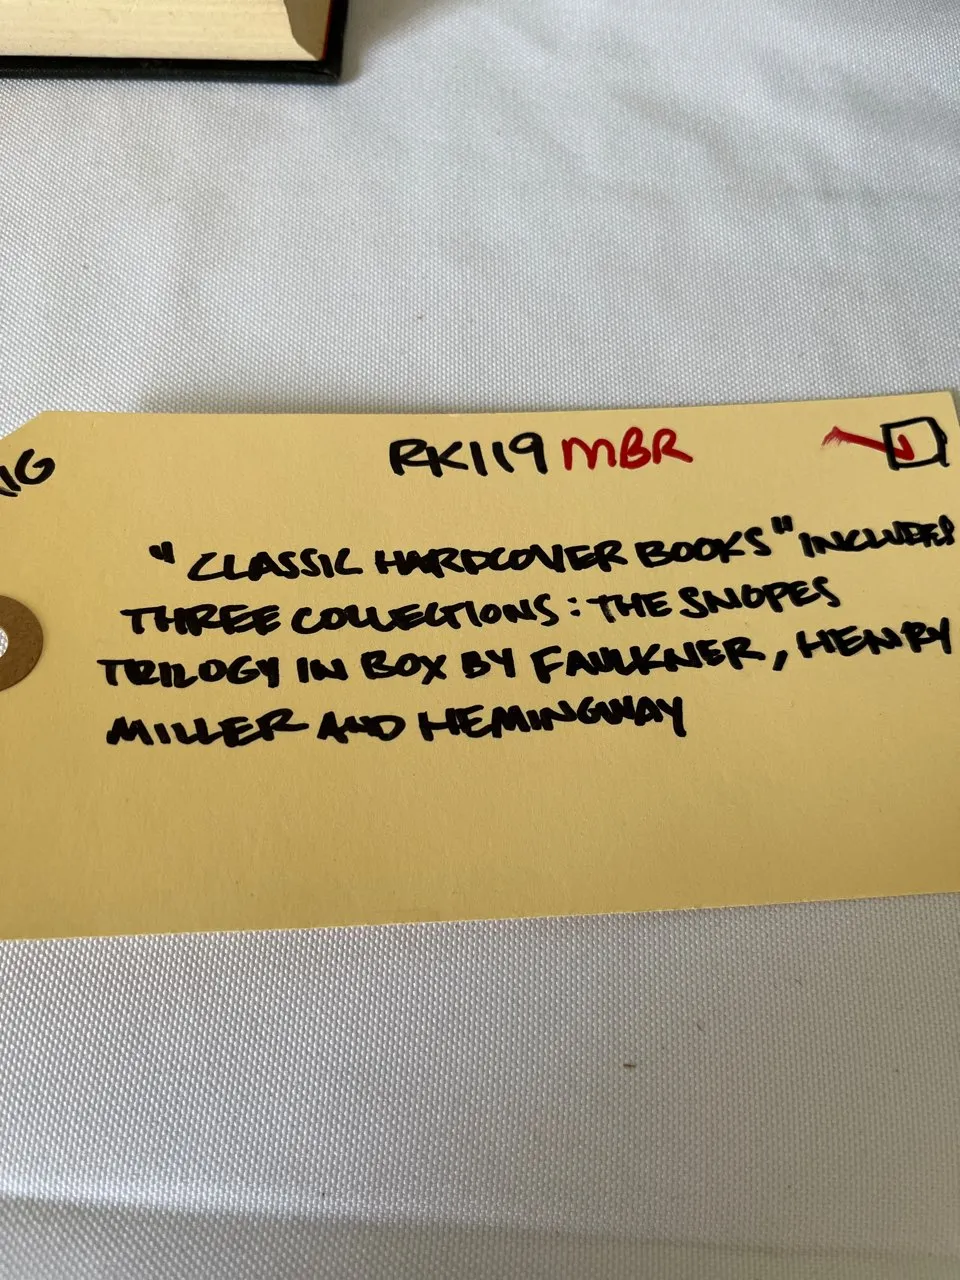 RK119 MBR
"CLASSIC HARDCOVER BOOKS" INCLUDES
THREE COLLECTIONS: THE SNOPES
TRILOGY IN BOX BY FAULKNER, HENRY
MILLER AND HEMINGWAY